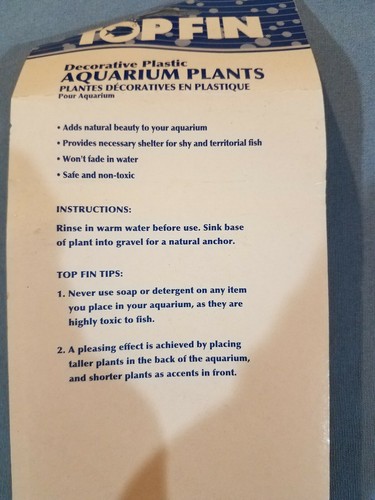 TOP FIN
Decorative Plastic
AQUARIUM PLANTS
PLANTES DÉCORATIVES EN PLASTIQUE
Pour Aquarium
• Adds natural beauty to your aquarium
• Provides necessary shelter for shy and territorial fish
• Won't fade in water
• Safe and non-toxic
INSTRUCTIONS:
Rinse in warm water before use. Sink base
of plant into gravel for a natural anchor.
TOP FIN TIPS:
1. Never use soap or detergent on any item
you place in your aquarium, as they are
highly toxic to fish.
2. A pleasing effect is achieved by placing
taller plants in the back of the aquarium,
and shorter plants as accents in front.